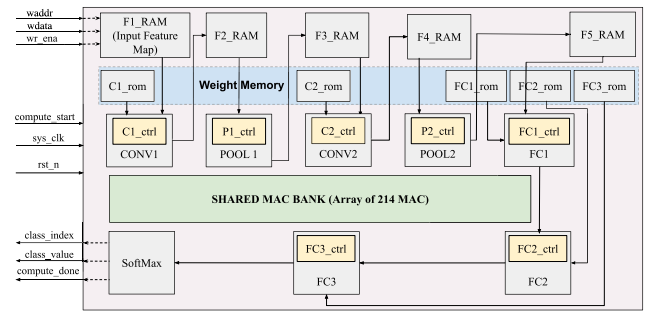 waddr
wdata
wr_ena
F1_RAM
(Input Feature
Map)
F2_RAM
F3_RAM
F4_RAM
F5_RAM
C1_rom
Weight Memory
C2_rom
FC1_rom
FC2_rom
FC3_rom
compute_start
sys_clk
rst_n
C1_ctrl
CONV1
P1_ctrl
POOL 1
C2_ctrl
CONV2
P2_ctrl
POOL2
FC1_ctrl
FC1
SHARED MAC BANK (Array of 214 MAC)
class_index
class_value
compute_done
SoftMax
FC3_ctrl
FC3
FC2_ctrl
FC2